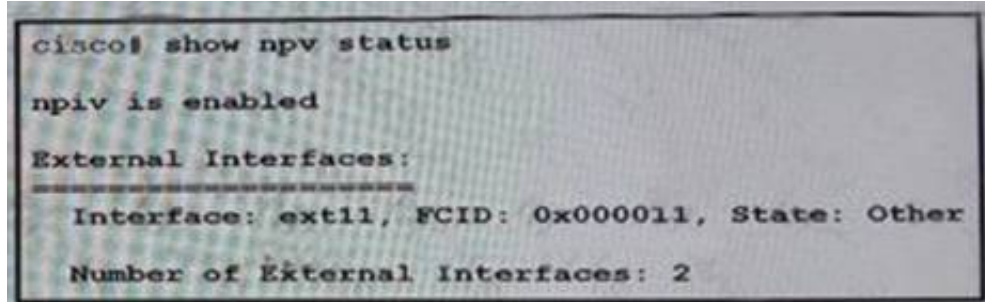 cisco# show npv status
npiv is enabled
External Interfaces:
====================
Interface: ext11, FCID: 0x000011, State: Other
Number of External Interfaces: 2